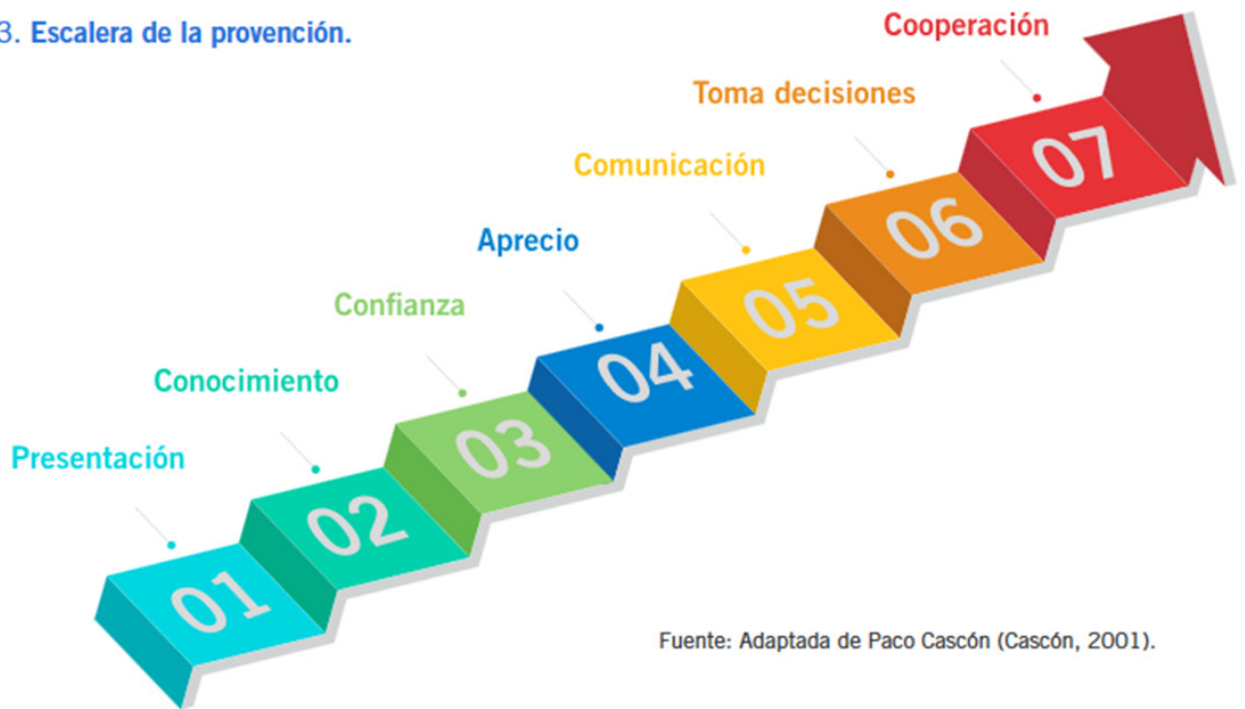 3. Escalera de la provención.
Cooperación
Toma decisiones
Comunicación
Aprecio
Confianza
Conocimiento
Presentación
07
06
05
04
03
02
01
Fuente: Adaptada de Paco Cascón (Cascón, 2001).